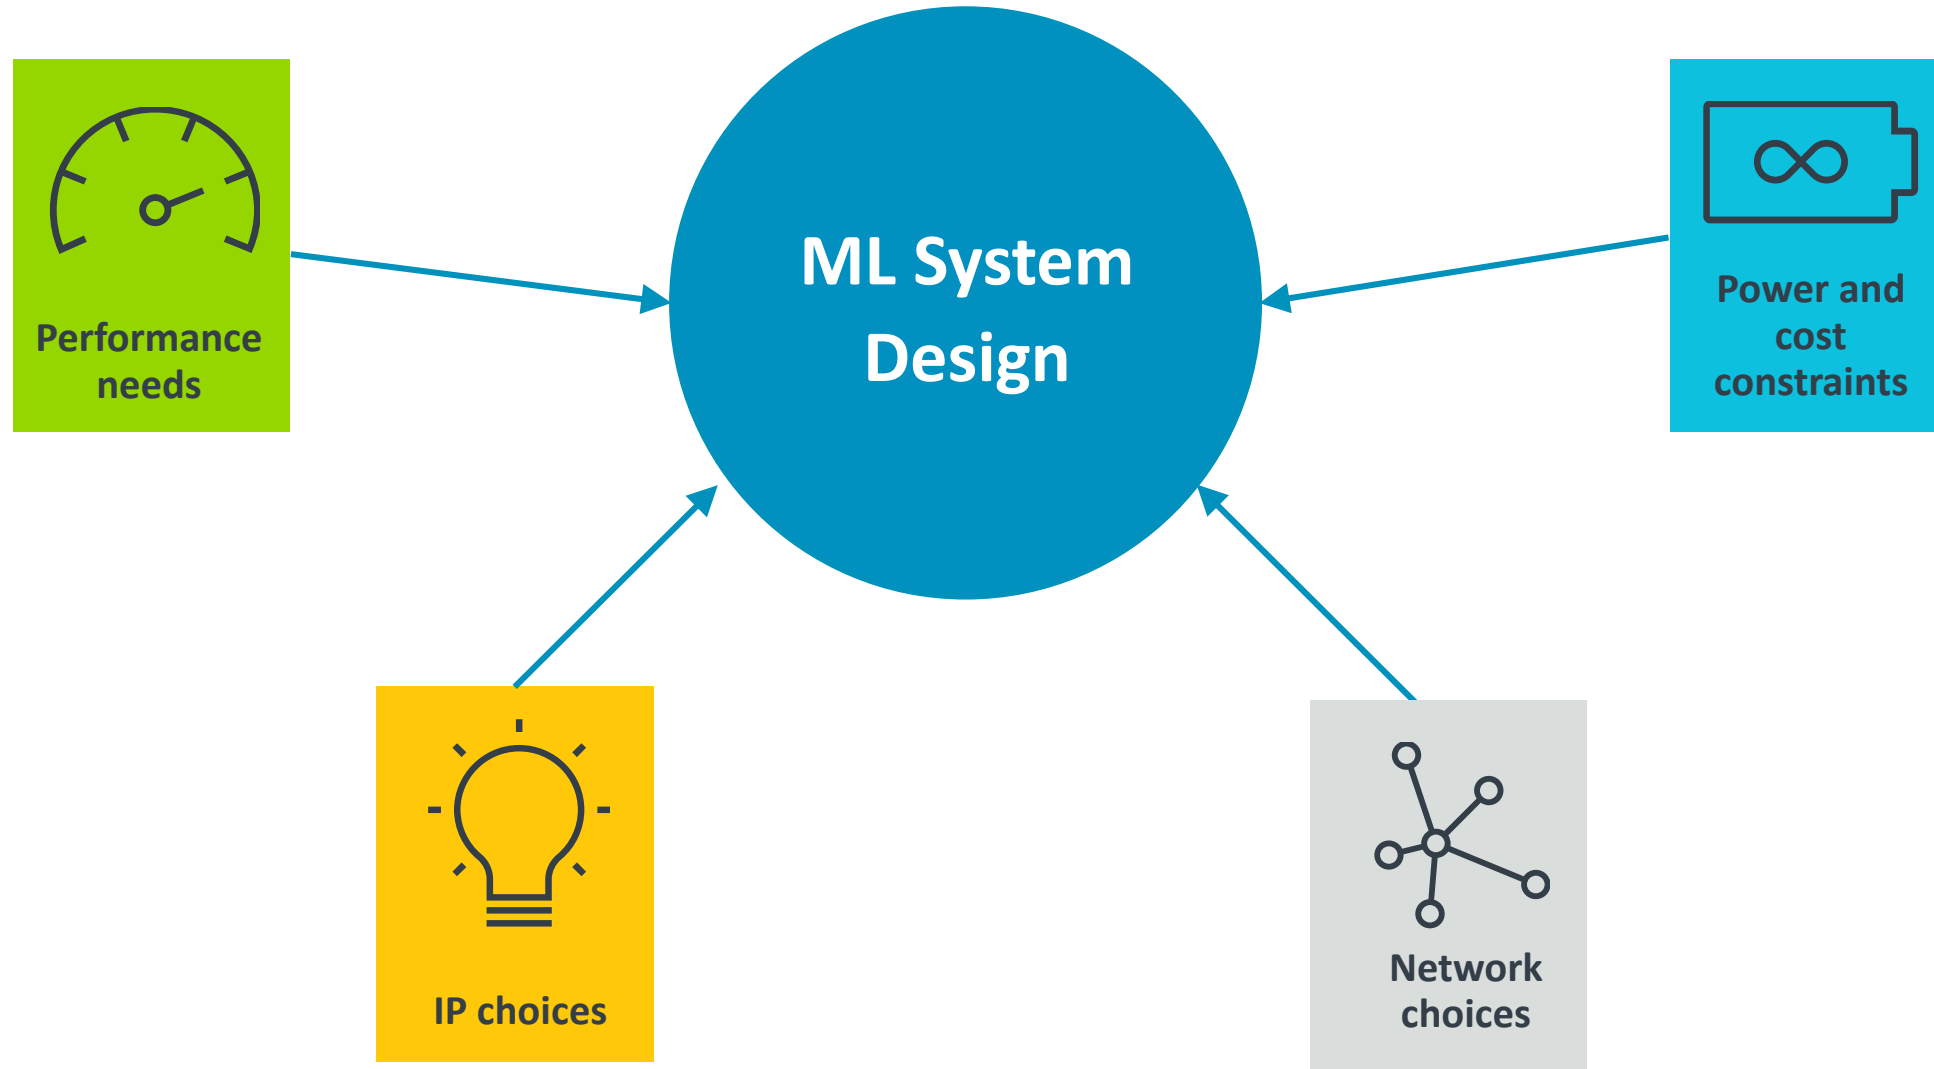 ML System
Design
Performance
needs
Power and
cost
constraints
IP choices
Network
choices